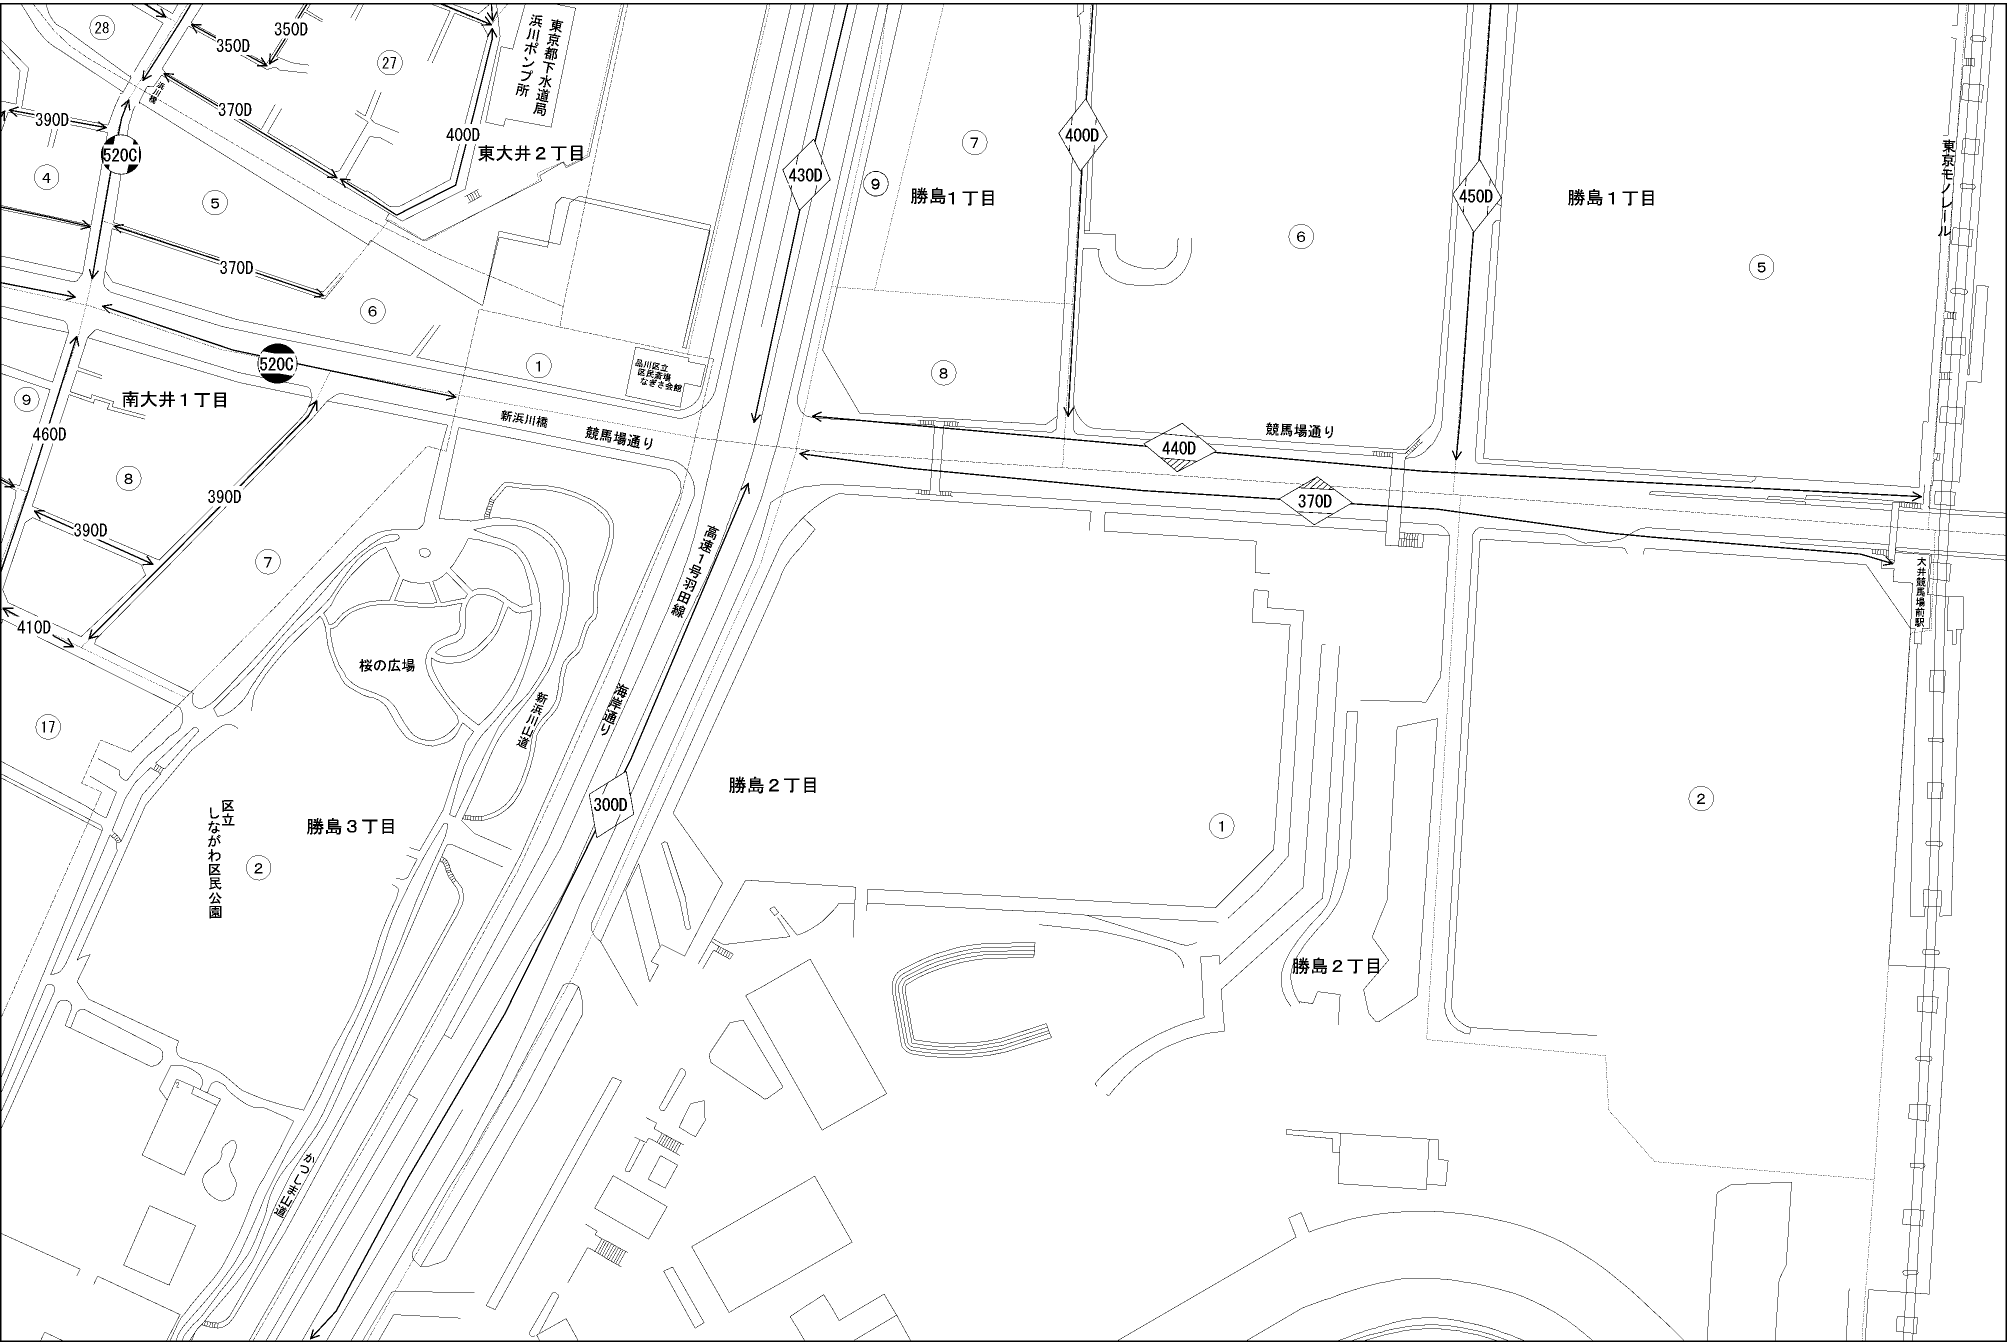 28
350D
350D
27
東京都下水道局
浜川ポンプ所
浜川橋
390D
370D
400D
520C
東大井2丁目
4
5
370D
6
430D
9
7
勝島1丁目
400D
6
450D
勝島1丁目
5
東京モノレール
520C
1
品川区立
区民斎場
なぎさ会館
8
9
南大井1丁目
460D
新浜川橋
競馬場通り
440D
競馬場通り
8
390D
390D
370D
7
高速1号羽田線
大井競馬場前駅
410D
桜の広場
新浜川山道
海岸通り
17
300D
勝島2丁目
1
2
区立
しながわ区民公園
勝島3丁目
2
勝島2丁目
かつしま山道